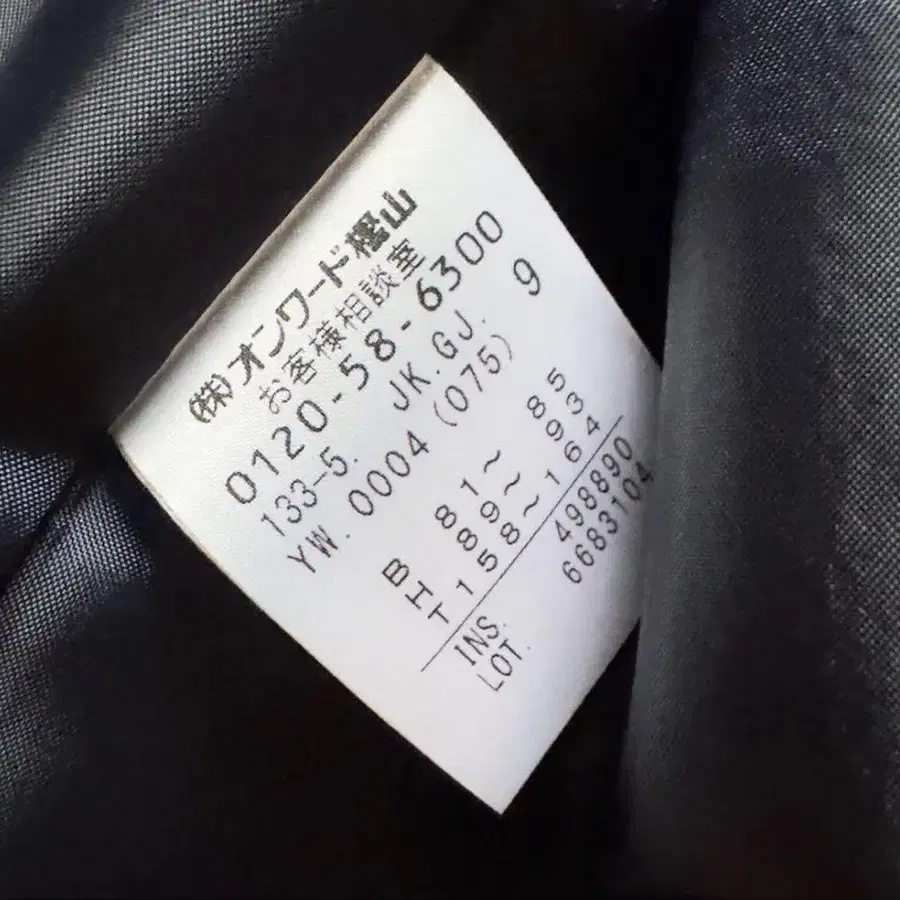 (株)オンワード樫山
お客様相談室
0120-58-6300
133-5. JK.GJ. 9
YW. 0004 (075)
B 81~ 85
H 89~ 93
T 158~164
INS. 498890
LOT. 6683104